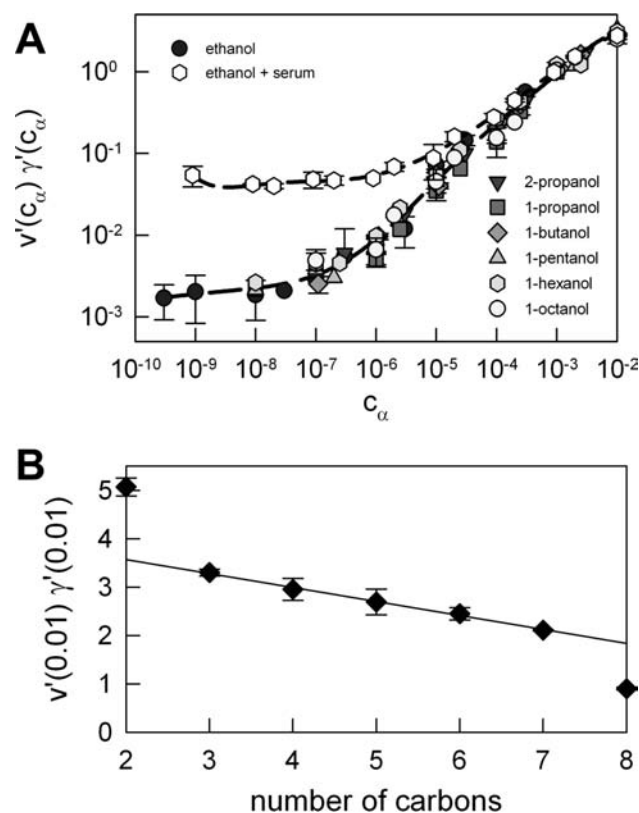 A
ethanol
ethanol + serum
v'(cα) γ'(cα)
10⁰
10⁻¹
10⁻²
10⁻³
2-propanol
1-propanol
1-butanol
1-pentanol
1-hexanol
1-octanol
10⁻¹⁰ 10⁻⁹ 10⁻⁸ 10⁻⁷ 10⁻⁶ 10⁻⁵ 10⁻⁴ 10⁻³ 10⁻²
cα
B
v'(0.01) γ'(0.01)
5
4
3
2
1
0
2 3 4 5 6 7 8
number of carbons